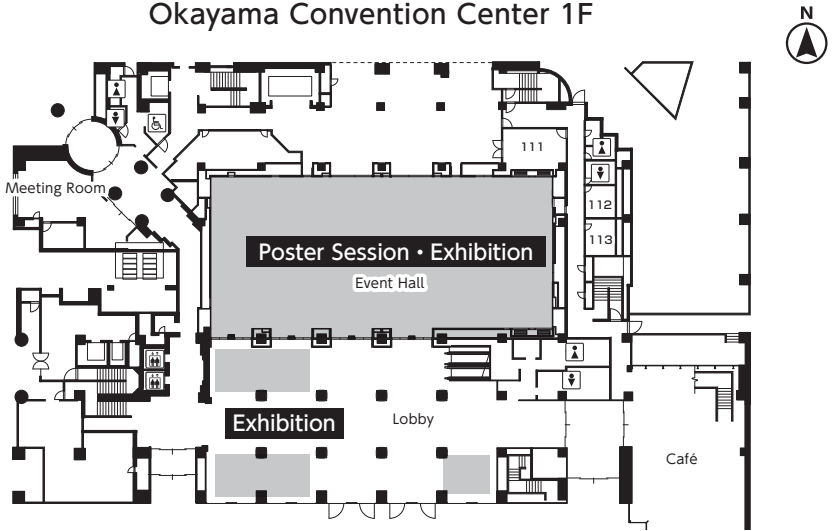 Okayama Convention Center 1F
N
111
Meeting Room
112
113
Poster Session・Exhibition
Event Hall
Exhibition
Lobby
Café